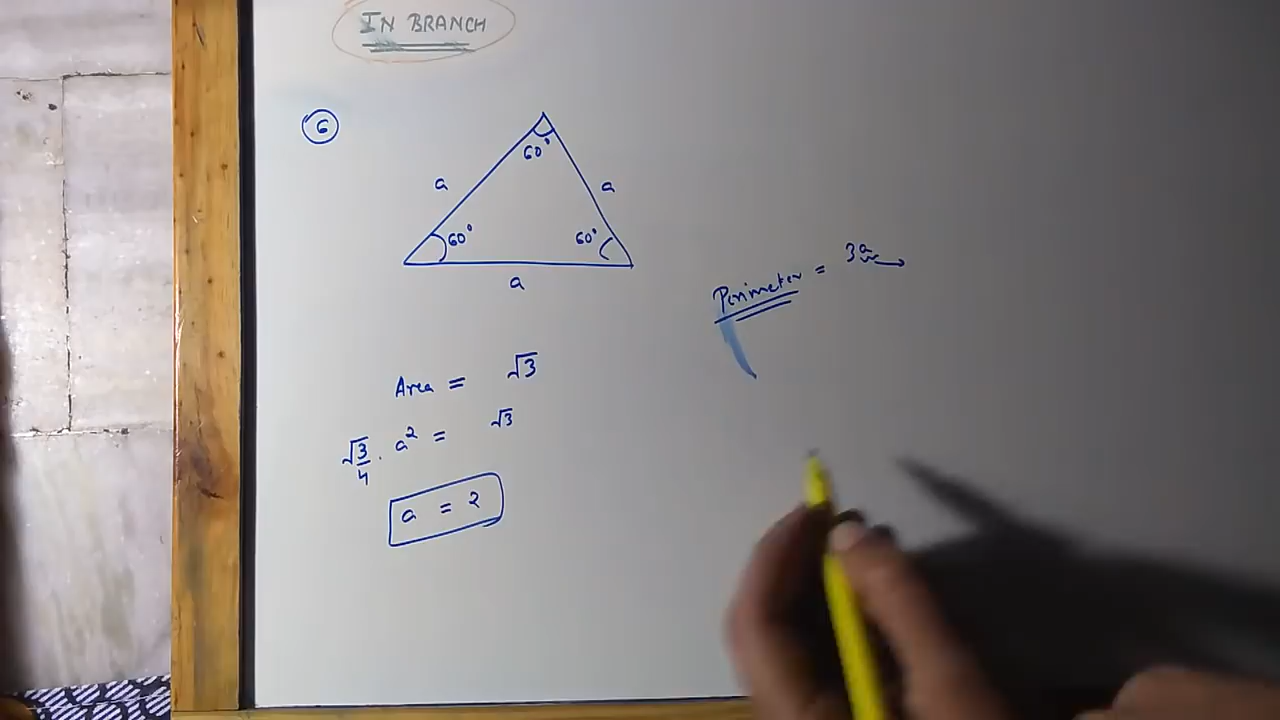 IN BRANCH
6
60°
a
a
60°
60°
a
Perimeter = 3a
Area = √3
√3/4 . a² = √3
a = 2